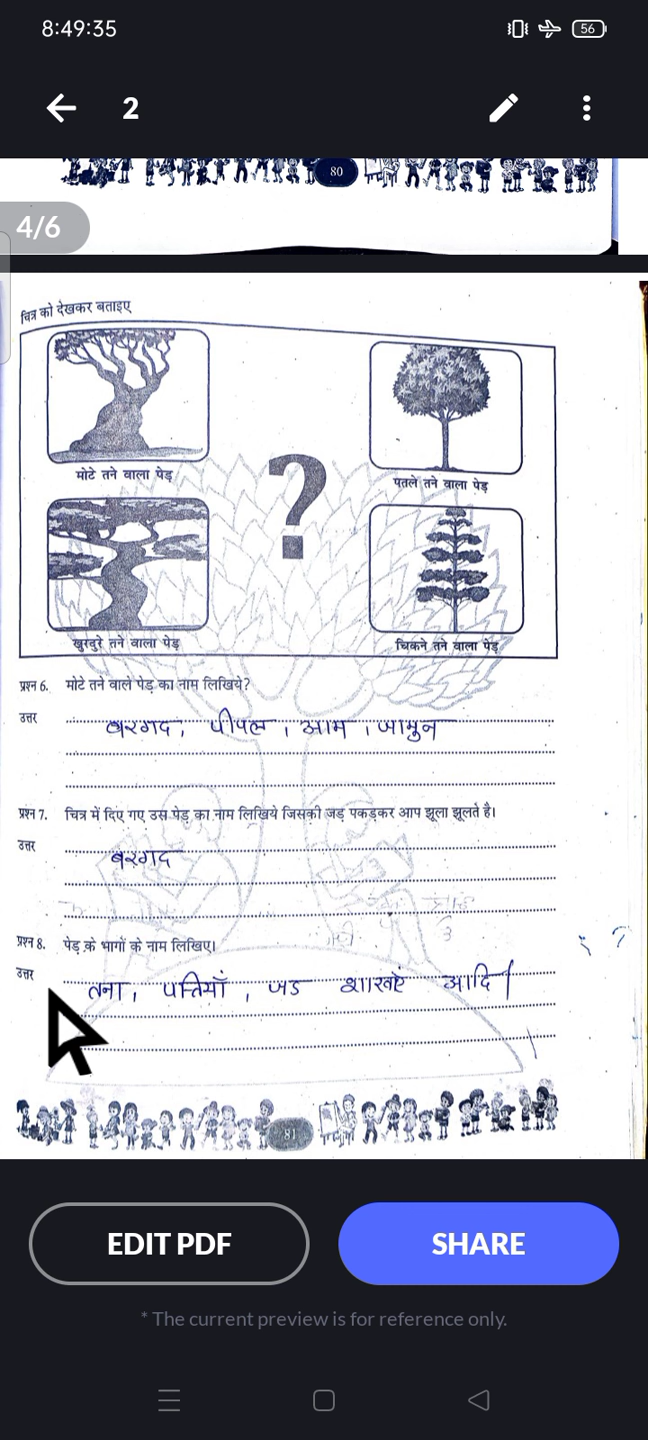 8:49:35
56
2
80
4/6
चित्र को देखकर बताइए
मोटे तने वाला पेड़
पतले तने वाला पेड़
?
खुरदुरे तने वाला पेड़
चिकने तने वाला पेड़
प्रश्न 6. मोटे तने वाले पेड़ का नाम लिखिये?
उत्तर
बरगद, पीपल, आम, जामुन
प्रश्न 7. चित्र में दिए गए उस पेड़ का नाम लिखिये जिसकी जड़ पकड़कर आप झूला झूलते है।
उत्तर
बरगद
प्रश्न 8. पेड़ के भागों के नाम लिखिए।
उत्तर
तना, पत्तियाँ, जड शाखाएं आदि।
81
EDIT PDF
SHARE
* The current preview is for reference only.